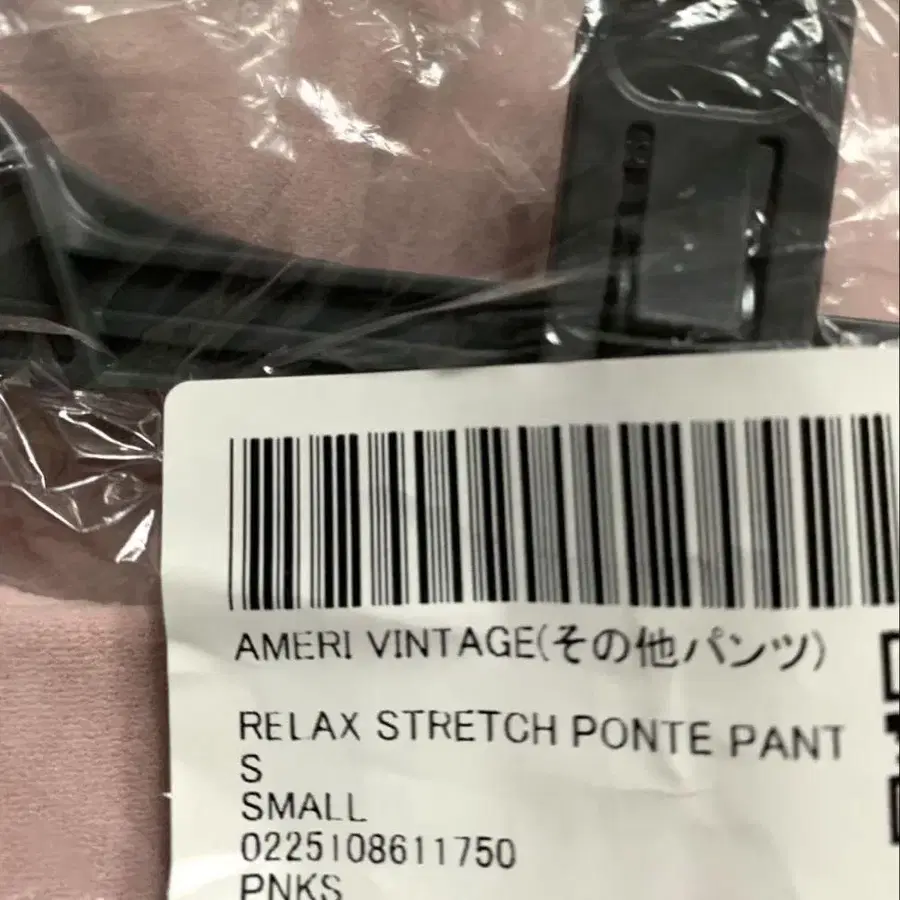 AMERI VINTAGE(その他パンツ)
RELAX STRETCH PONTE PANT
S
SMALL
0225108611750
PNKS